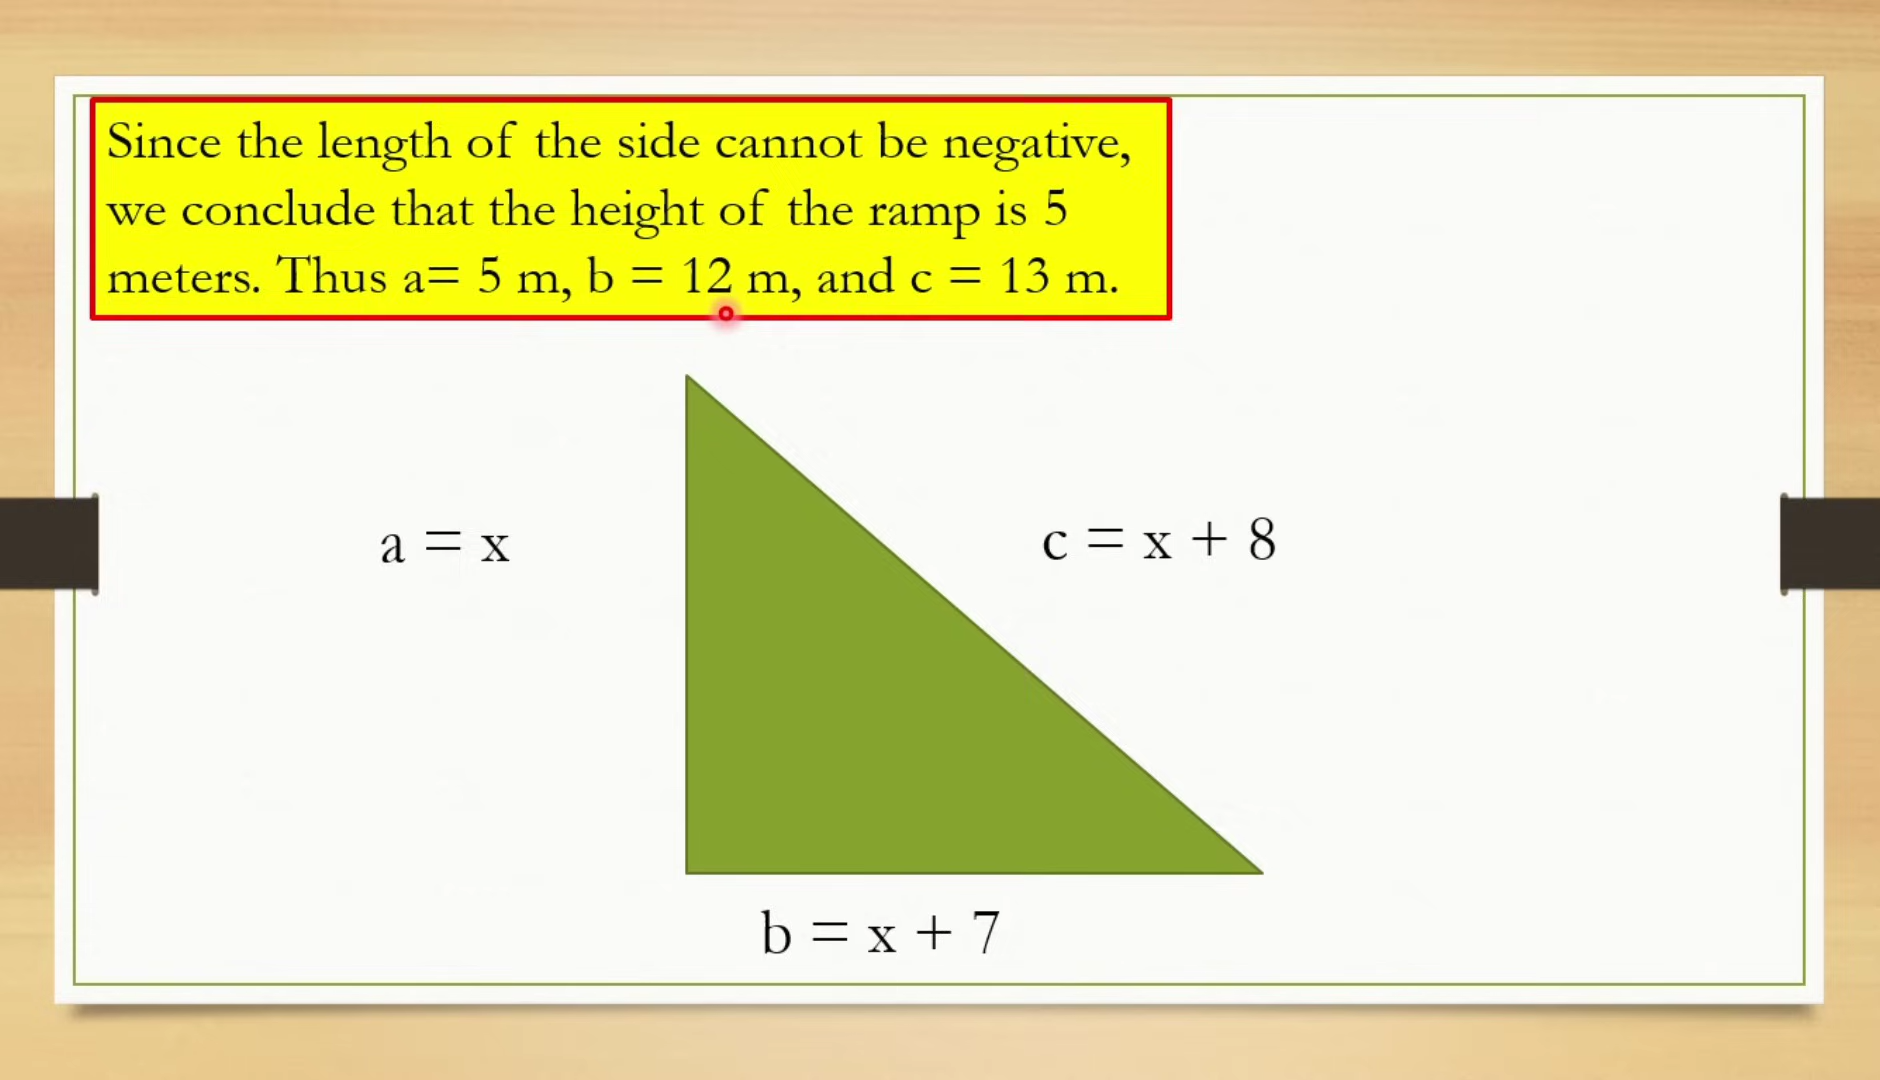 Since the length of the side cannot be negative,
we conclude that the height of the ramp is 5
meters. Thus a= 5 m, b = 12 m, and c = 13 m.
a = x
c = x + 8
b = x + 7